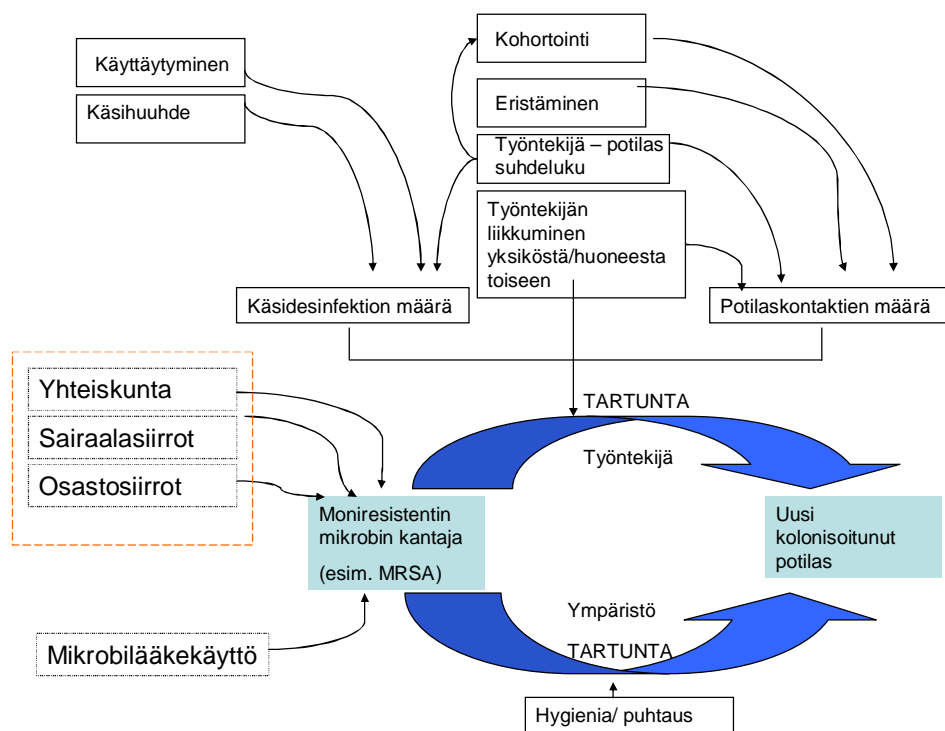 Käyttäytyminen
Käsihuuhde
Kohortointi
Eristäminen
Työntekijä – potilas
suhdeluku
Työntekijän
liikkuminen
yksiköstä/huoneesta
toiseen
Käsidesinfektion määrä
Potilaskontaktien määrä
Yhteiskunta
Sairaalasiirrot
Osastosiirrot
TARTUNTA
Työntekijä
Moniresistentin
mikrobin kantaja
(esim. MRSA)
Uusi
kolonisoitunut
potilas
Mikrobilääkekäyttö
Ympäristö
TARTUNTA
Hygienia/ puhtaus